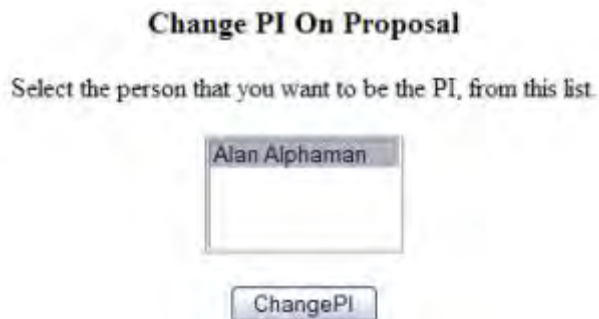 Change PI On Proposal
Select the person that you want to be the PI, from this list.
Alan Alphaman
ChangePI